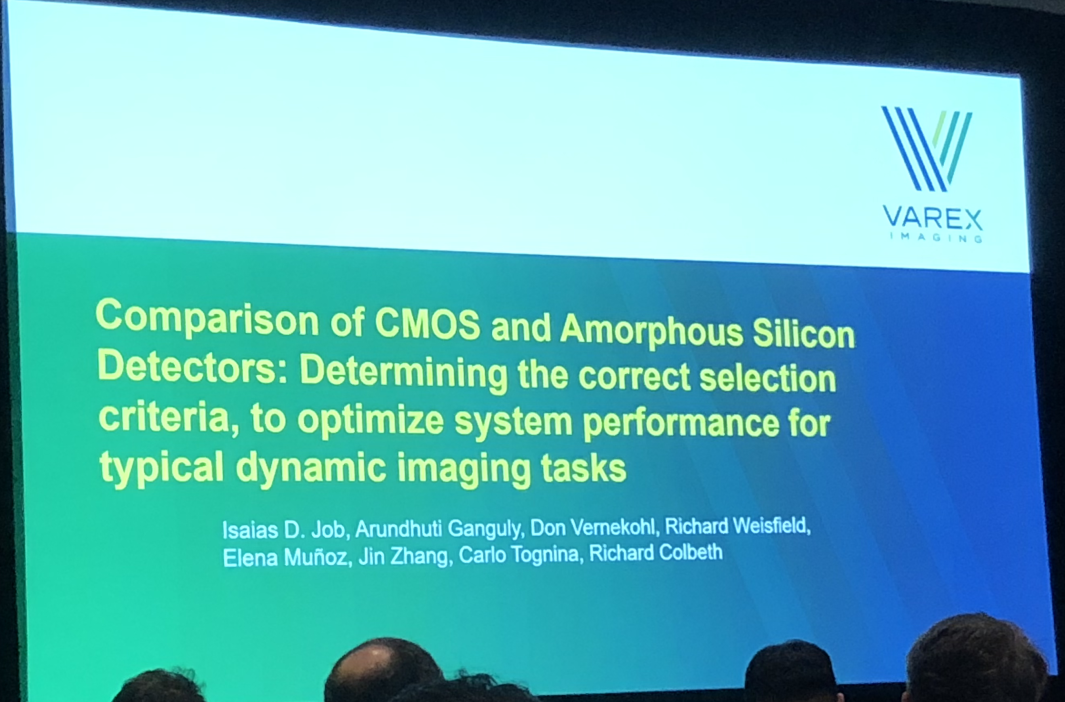 VAREX
IMAGING
Comparison of CMOS and Amorphous Silicon
Detectors: Determining the correct selection
criteria, to optimize system performance for
typical dynamic imaging tasks
Isaias D. Job, Arundhuti Ganguly, Don Vernekohl, Richard Weisfield,
Elena Muñoz, Jin Zhang, Carlo Tognina, Richard Colbeth